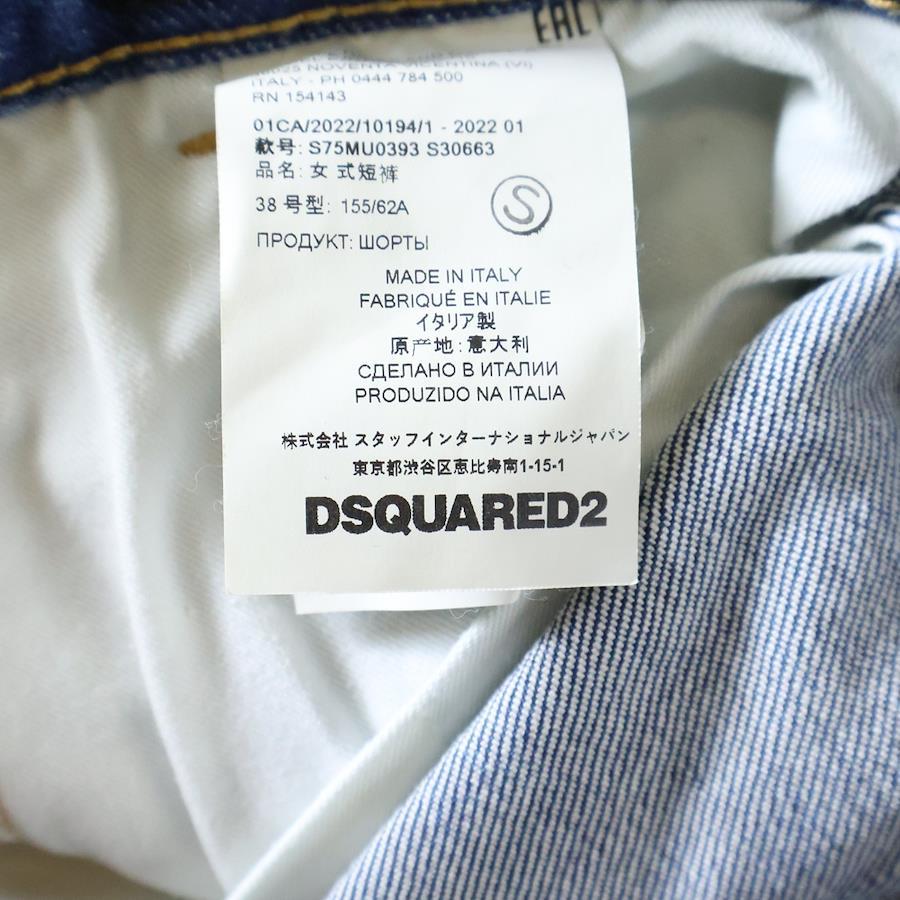 EAC
NOVENTA VICENTINA (VI)
ITALY - PH 0444 784 500
RN 154143
01CA/2022/10194/1 - 2022 01
款号: S75MU0393 S30663
品名: 女式短裤
38 号型: 155/62A
S
ПРОДУКТ: ШОРТЫ
MADE IN ITALY
FABRIQUÉ EN ITALIE
イタリア製
原产地: 意大利
СДЕЛАНО В ИТАЛИИ
PRODUZIDO NA ITALIA
株式会社 スタッフインターナショナルジャパン
東京都渋谷区恵比寿南1-15-1
DSQUARED2